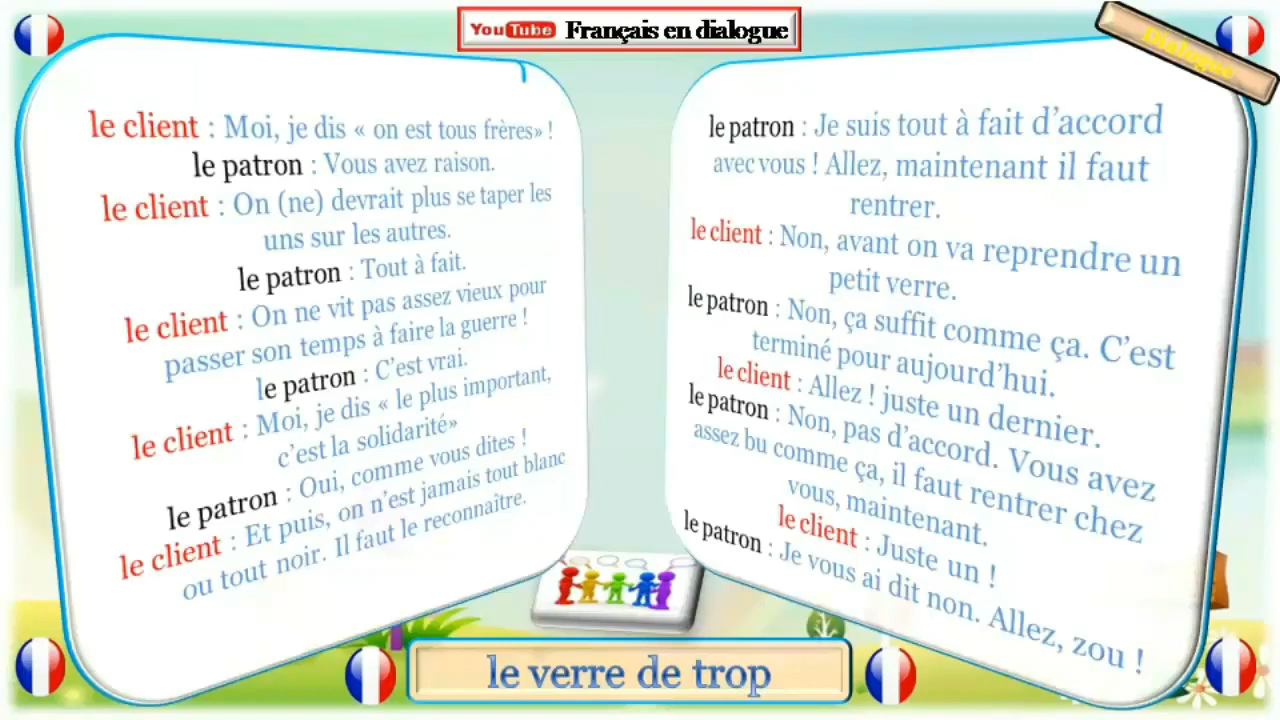 YouTube Français en dialogue
Dialogue
le client : Moi, je dis « on est tous frères» !
le patron : Vous avez raison.
le client : On (ne) devrait plus se taper les
uns sur les autres.
le patron : Tout à fait.
le client : On ne vit pas assez vieux pour
passer son temps à faire la guerre !
le patron : C'est vrai.
le client : Moi, je dis « le plus important,
c'est la solidarité»
le patron : Oui, comme vous dites !
le client : Et puis, on n'est jamais tout blanc
ou tout noir. Il faut le reconnaître.
le patron : Je suis tout à fait d'accord
avec vous ! Allez, maintenant il faut
rentrer.
le client : Non, avant on va reprendre un
petit verre.
le patron : Non, ça suffit comme ça. C'est
terminé pour aujourd'hui.
le client : Allez ! juste un dernier.
le patron : Non, pas d'accord. Vous avez
assez bu comme ça, il faut rentrer chez
vous, maintenant.
le client : Juste un !
le patron : Je vous ai dit non. Allez, zou !
le verre de trop